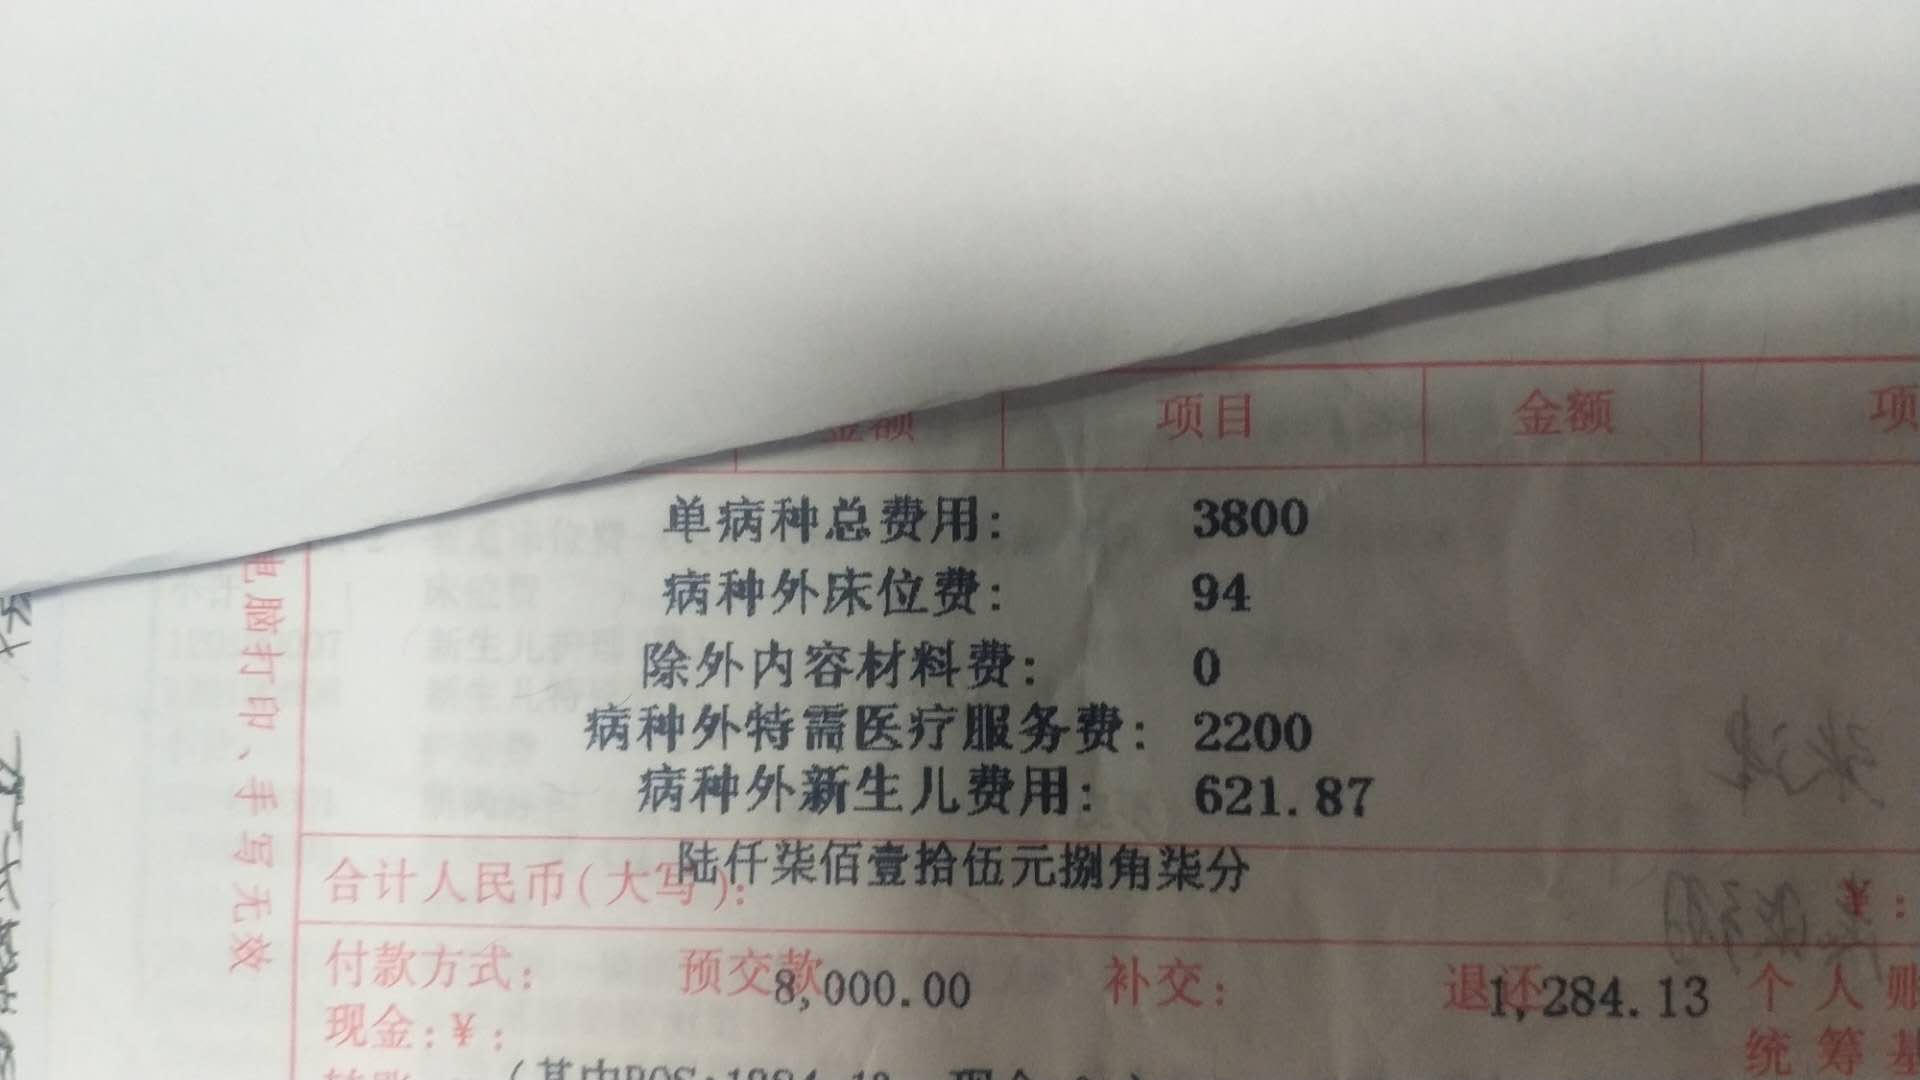 金额 项目 金额 项
单病种总费用: 3800
病种外床位费: 94
除外内容材料费: 0
病种外特需医疗服务费: 2200
病种外新生儿费用: 621.87
电脑打印、手写无效
合计人民币(大写): 陆仟柒佰壹拾伍元捌角柒分 ¥:
付款方式: 预交款 8,000.00 补交: 退还 1,284.13 个人账
现金:¥: 统筹基